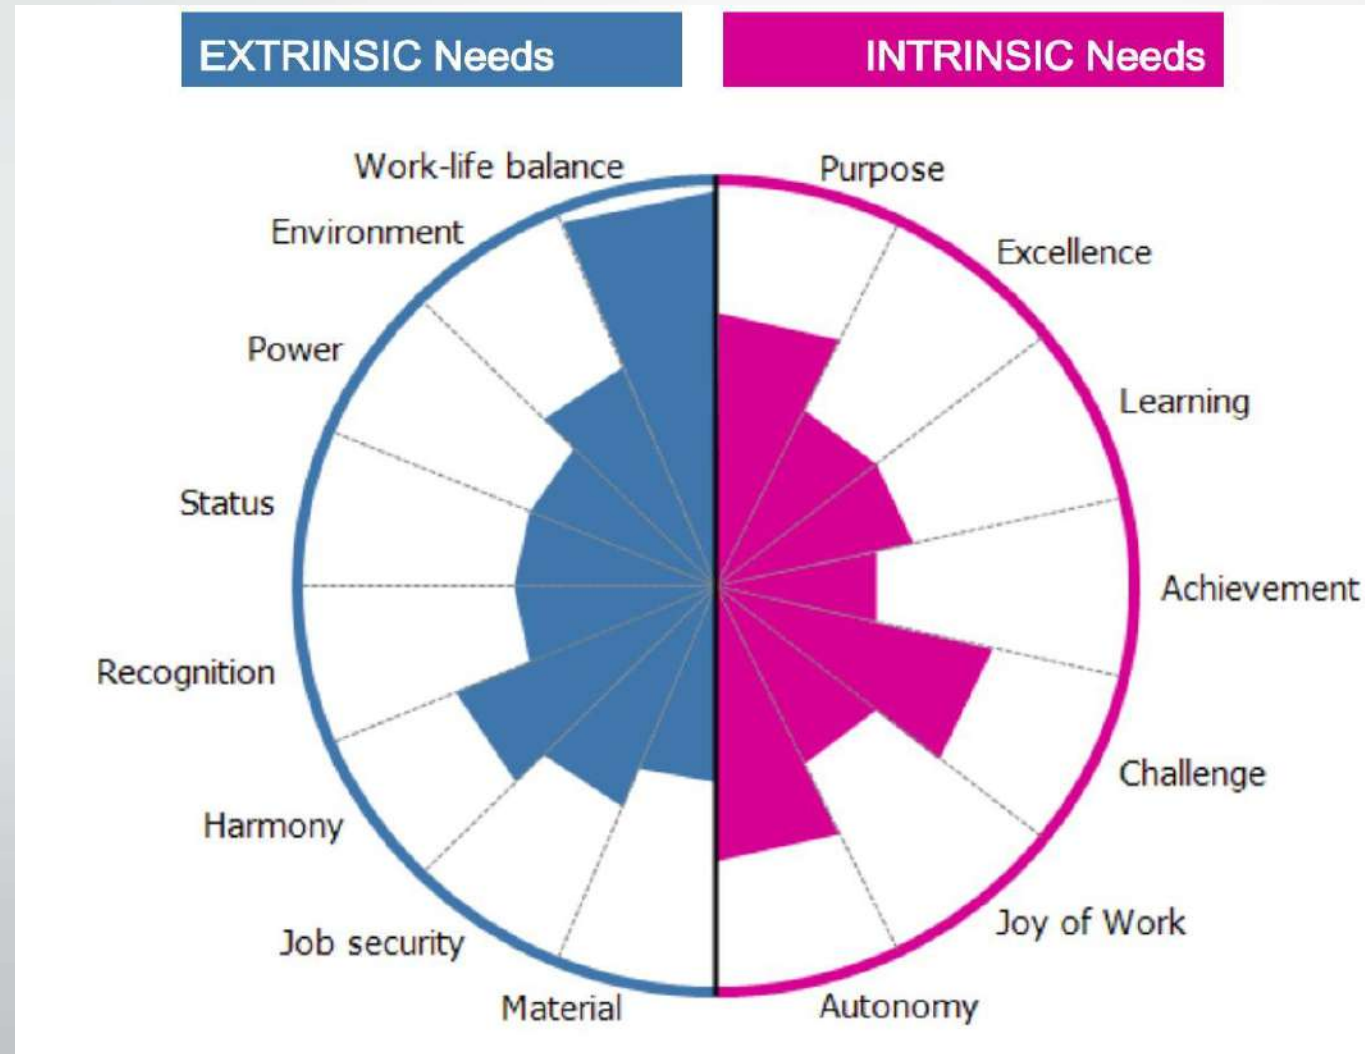 EXTRINSIC Needs
INTRINSIC Needs
Work-life balance
Purpose
Environment
Excellence
Power
Learning
Status
Achievement
Recognition
Challenge
Harmony
Joy of Work
Job security
Autonomy
Material